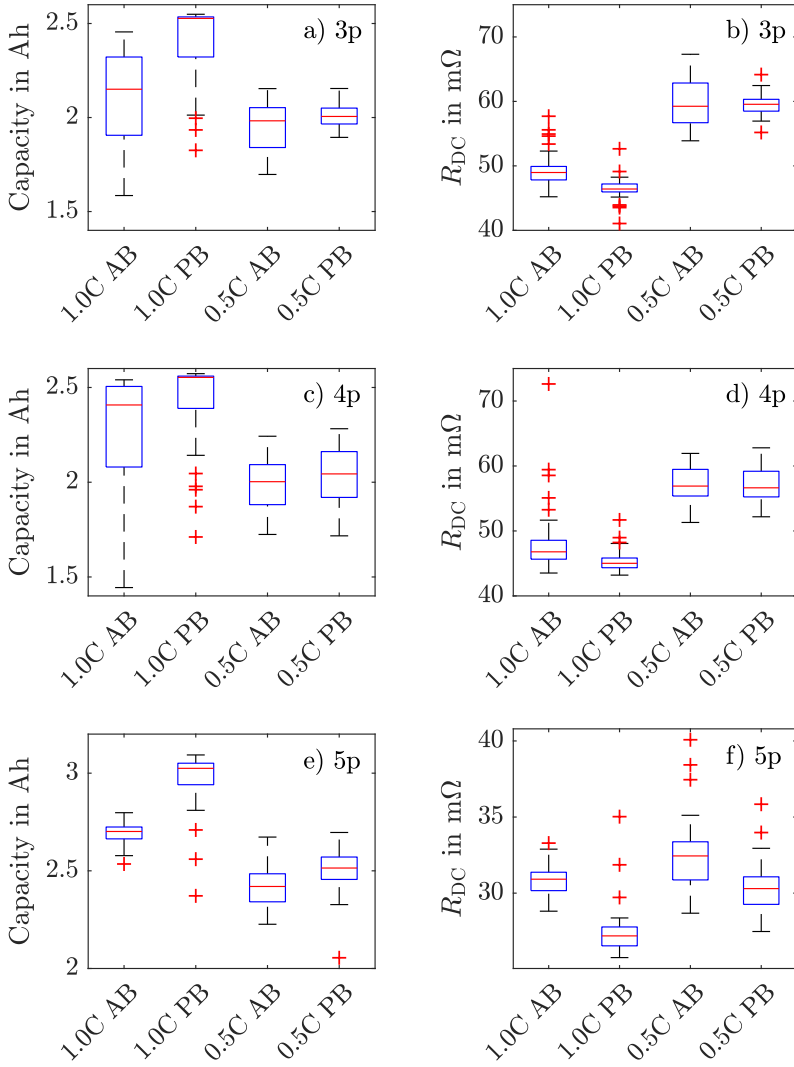 a) 3p
Capacity in Ah
2.5
2
1.5
1.0C AB
1.0C PB
0.5C AB
0.5C PB
b) 3p
R_DC in mΩ
70
60
50
40
1.0C AB
1.0C PB
0.5C AB
0.5C PB
c) 4p
Capacity in Ah
2.5
2
1.5
1.0C AB
1.0C PB
0.5C AB
0.5C PB
d) 4p
R_DC in mΩ
70
60
50
40
1.0C AB
1.0C PB
0.5C AB
0.5C PB
e) 5p
Capacity in Ah
3
2.5
2
1.0C AB
1.0C PB
0.5C AB
0.5C PB
f) 5p
R_DC in mΩ
40
35
30
1.0C AB
1.0C PB
0.5C AB
0.5C PB